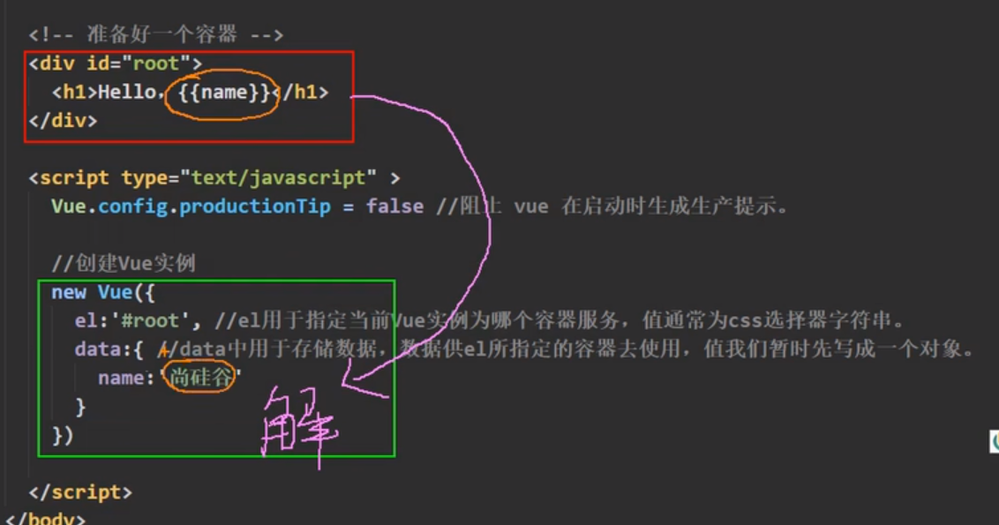 <!-- 准备好一个容器 -->
<div id="root">
<h1>Hello，{{name}}</h1>
</div>
<script type="text/javascript" >
Vue.config.productionTip = false //阻止 vue 在启动时生成生产提示。
//创建Vue实例
new Vue({
el:'#root', //el用于指定当前Vue实例为哪个容器服务，值通常为css选择器字符串。
data:{ //data中用于存储数据，数据供el所指定的容器去使用，值我们暂时先写成一个对象。
name:'尚硅谷'
}
解
})
</script>
</body>